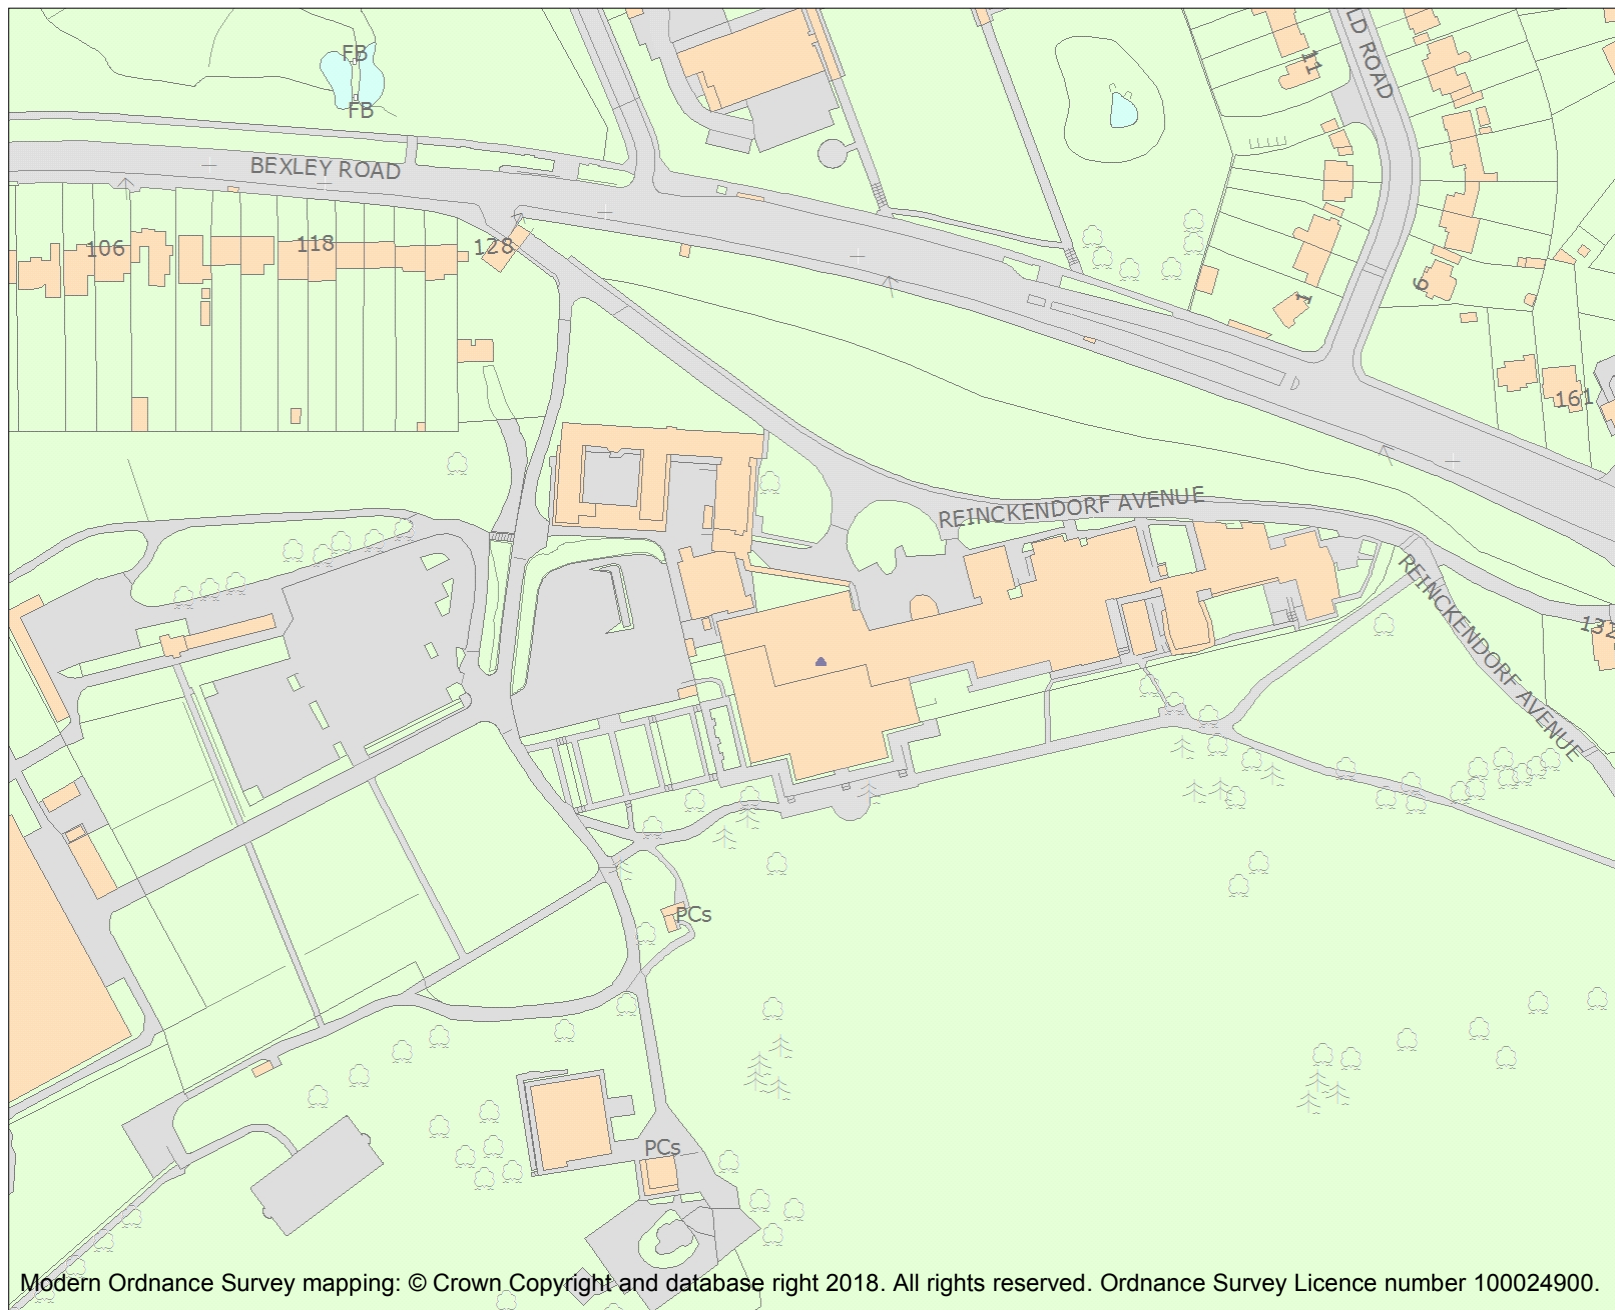 FB
FB
BEXLEY ROAD
LD ROAD
11
106
118
128
1
6
161
REINCKENDORF AVENUE
REINCKENDORF AVENUE
132
PCs
PCs
Modern Ordnance Survey mapping: © Crown Copyright and database right 2018. All rights reserved. Ordnance Survey Licence number 100024900.